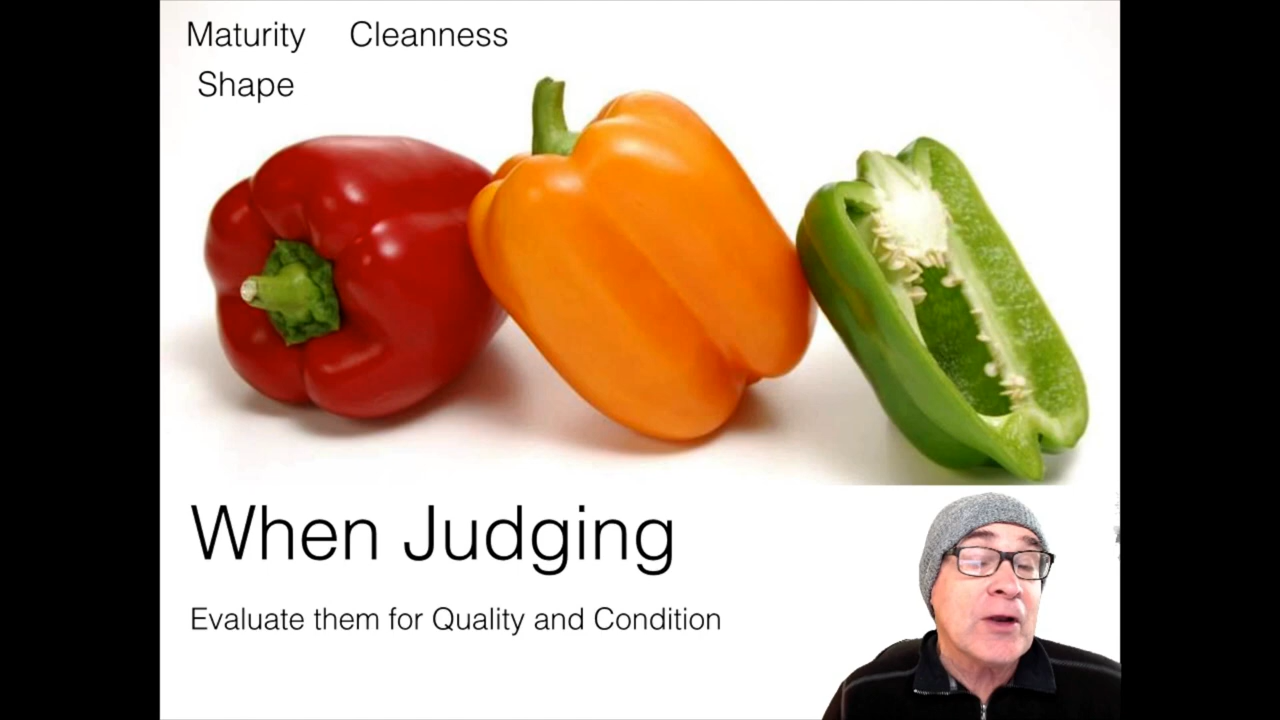 Maturity Cleanness
Shape
When Judging
Evaluate them for Quality and Condition